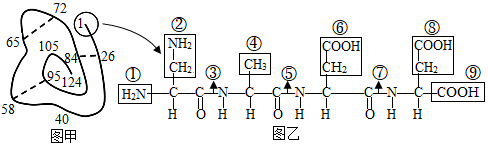 72 1 65 105 84 26 95 124 58 40
图甲
② ⑥ ⑧
NH₂ COOH COOH
④
CH₂ CH₃ CH₂ CH₂ ⑨
① ③ ⑤ ⑦
H₂N C C N C C N C C N C COOH
H O H H O H H O H H
图乙